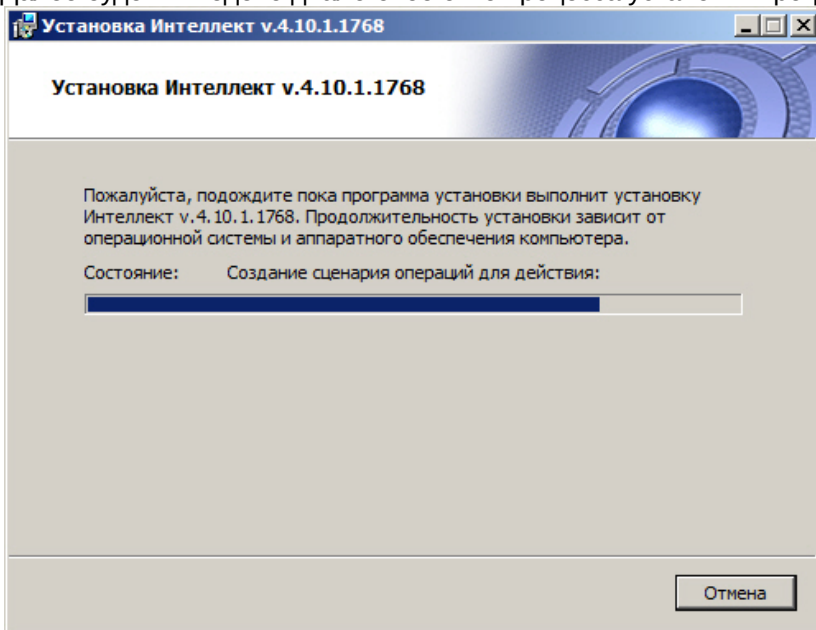 Установка Интеллект v.4.10.1.1768
Установка Интеллект v.4.10.1.1768
Пожалуйста, подождите пока программа установки выполнит установку
Интеллект v.4.10.1.1768. Продолжительность установки зависит от
операционной системы и аппаратного обеспечения компьютера.
Состояние: Создание сценария операций для действия:
Отмена